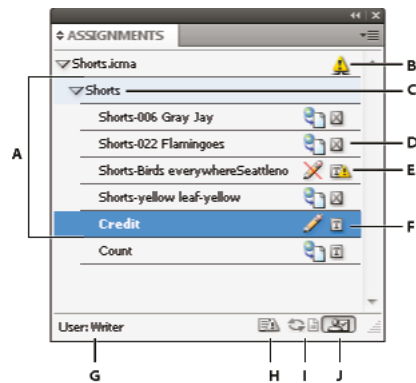 ASSIGNMENTS
Shorts.icma B
Shorts C
A
Shorts-006 Gray Jay
Shorts-022 Flamingoes D
Shorts-Birds everywhereSeattleno E
Shorts-yellow leaf-yellow
Credit F
Count
User: Writer
G H I J